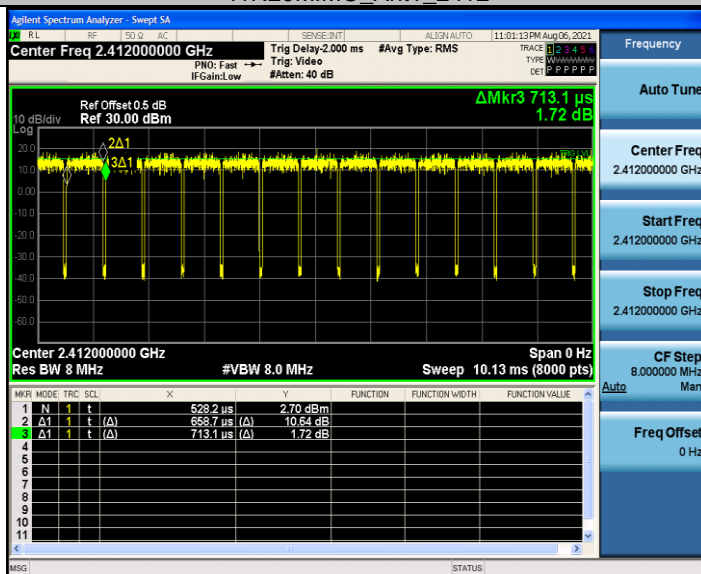 Agilent Spectrum Analyzer - Swept SA
RL RF 50 Ω AC SENSE:INT ALIGN AUTO 11:01:13 PM Aug 06, 2021
Center Freq 2.412000000 GHz Trig Delay-2.000 ms #Avg Type: RMS TRACE 1 2 3 4 5 6
PNO: Fast Trig: Video TYPE
IFGain:Low #Atten: 40 dB DET P P P P P P
Frequency
Auto Tune
Center Freq
2.412000000 GHz
Start Freq
2.412000000 GHz
Stop Freq
2.412000000 GHz
CF Step
8.000000 MHz
Auto Man
Freq Offset
0 Hz
ΔMkr3 713.1 µs
1.72 dB
Ref Offset 0.5 dB
10 dB/div Ref 30.00 dBm
Log
20.0
10.0
0.00
-10.0
-20.0
-30.0
-40.0
-50.0
-60.0
2Δ1
3Δ1
Center 2.412000000 GHz Span 0 Hz
Res BW 8 MHz #VBW 8.0 MHz Sweep 10.13 ms (8000 pts)
MKR MODE TRC SCL X Y FUNCTION FUNCTION WIDTH FUNCTION VALUE
1 N 1 t 528.2 µs 2.70 dBm
2 Δ1 1 t (Δ) 658.7 µs (Δ) 10.64 dB
3 Δ1 1 t (Δ) 713.1 µs (Δ) 1.72 dB
4
5
6
7
8
9
10
11
MSG STATUS